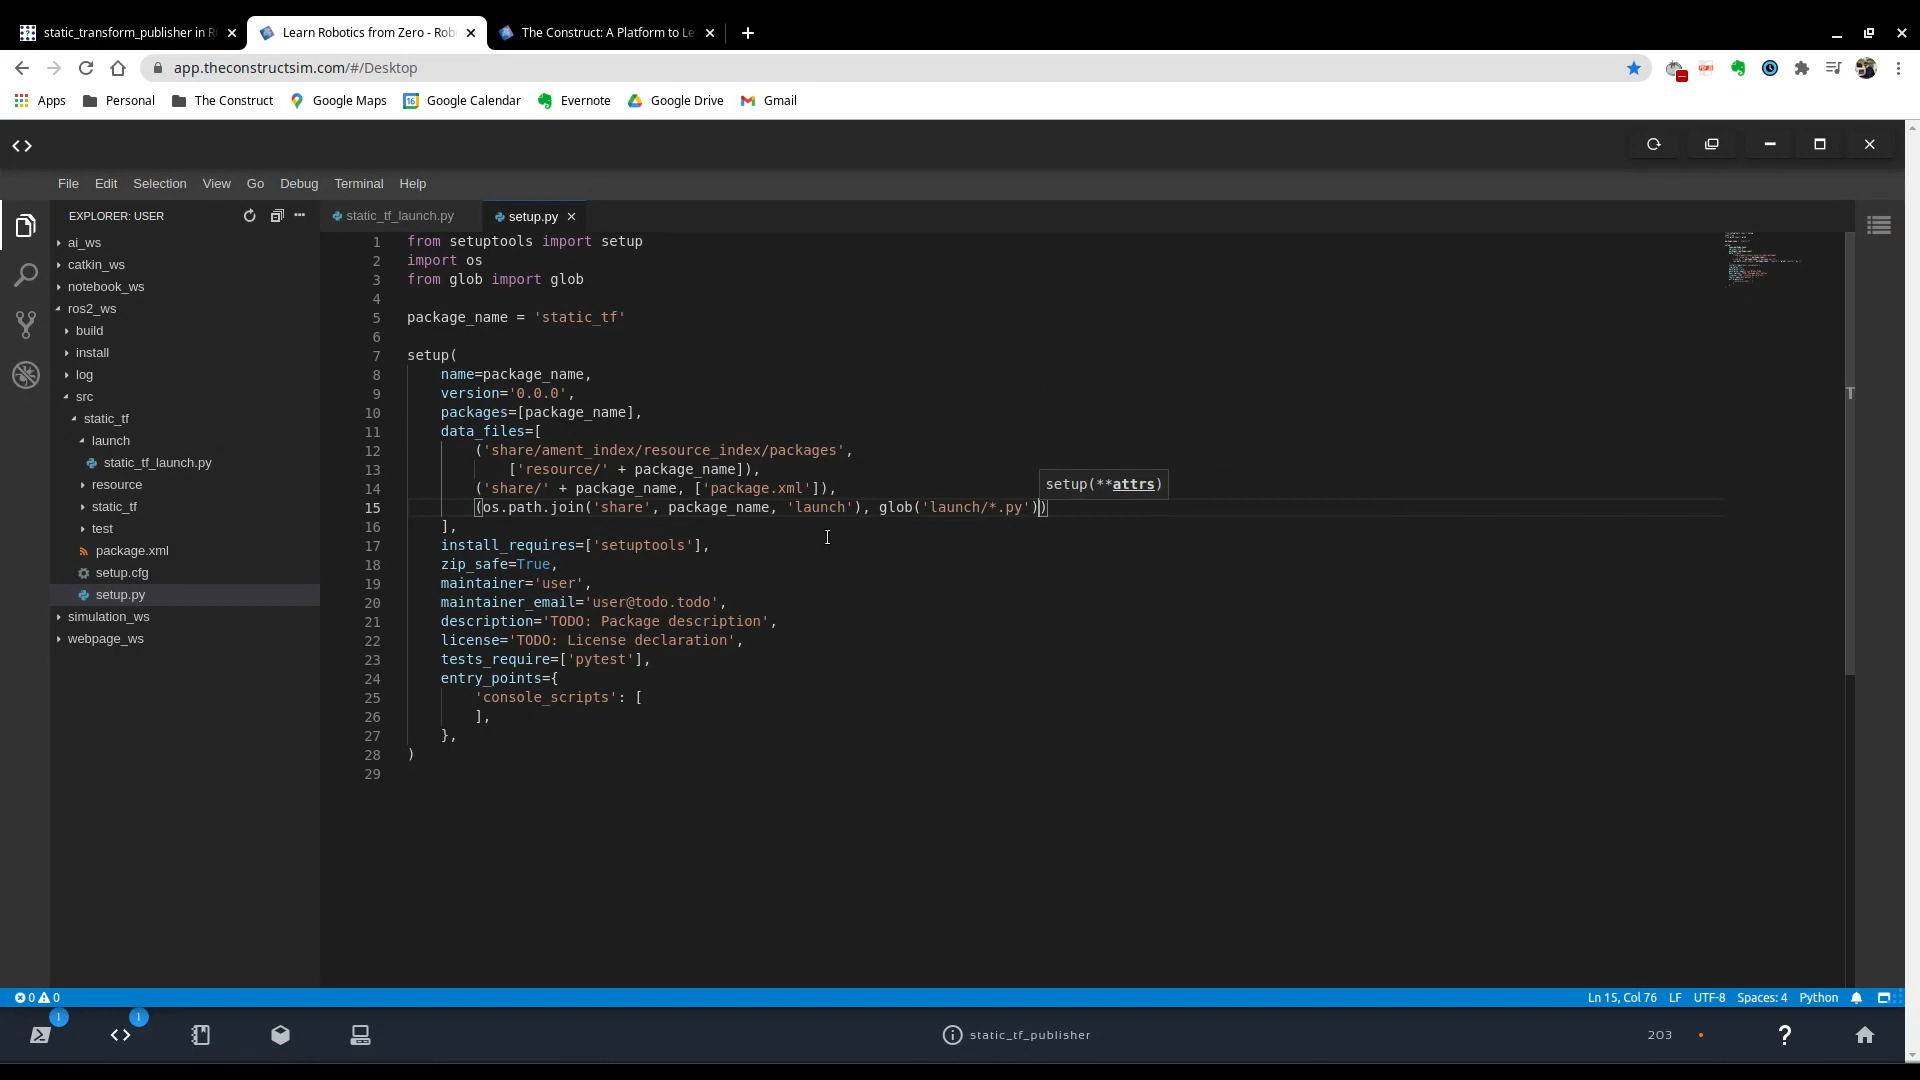 static_transform_publisher in R
Learn Robotics from Zero - Rob
The Construct: A Platform to Le
app.theconstructsim.com/#/Desktop
Apps
Personal
The Construct
Google Maps
Google Calendar
Evernote
Google Drive
Gmail
File Edit Selection View Go Debug Terminal Help
EXPLORER: USER
static_tf_launch.py
setup.py
ai_ws
catkin_ws
notebook_ws
ros2_ws
build
install
log
src
static_tf
launch
static_tf_launch.py
resource
static_tf
test
package.xml
setup.cfg
setup.py
simulation_ws
webpage_ws
1 from setuptools import setup
2 import os
3 from glob import glob
4
5 package_name = 'static_tf'
6
7 setup(
8 name=package_name,
9 version='0.0.0',
10 packages=[package_name],
11 data_files=[
12 ('share/ament_index/resource_index/packages',
13 ['resource/' + package_name]),
14 ('share/' + package_name, ['package.xml']),
15 (os.path.join('share', package_name, 'launch'), glob('launch/*.py'))
16 ],
17 install_requires=['setuptools'],
18 zip_safe=True,
19 maintainer='user',
20 maintainer_email='user@todo.todo',
21 description='TODO: Package description',
22 license='TODO: License declaration',
23 tests_require=['pytest'],
24 entry_points={
25 'console_scripts': [
26 ],
27 },
28 )
29
setup(**attrs)
0 0
Ln 15, Col 76 LF UTF-8 Spaces: 4 Python
1
1
static_tf_publisher
203
?